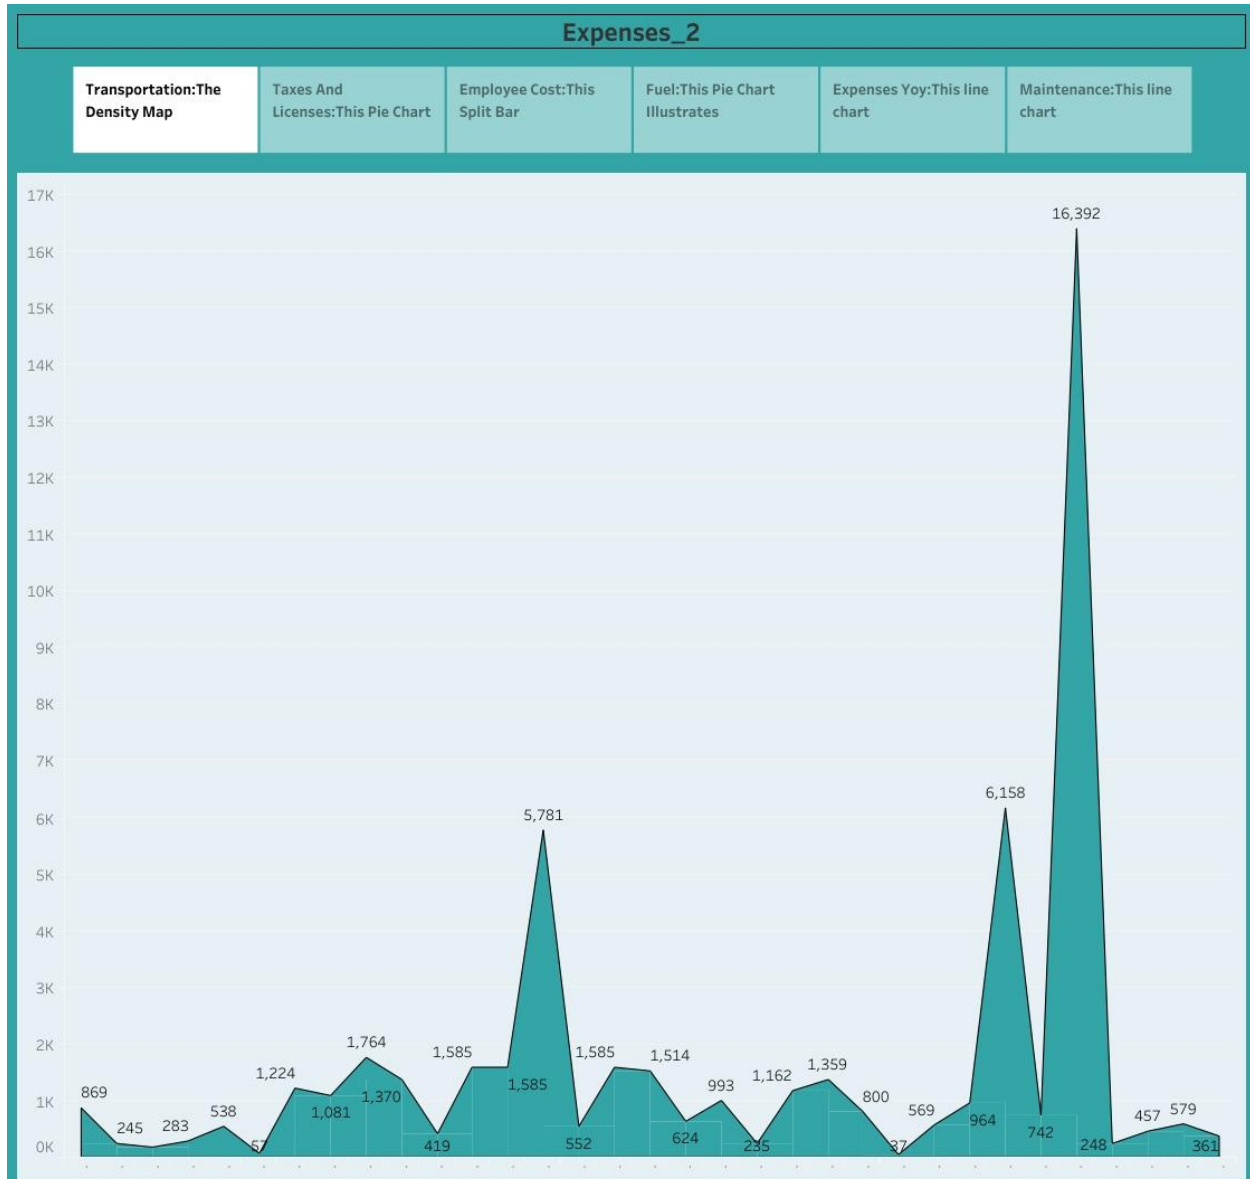 Expenses_2
Transportation:The
Density Map
Taxes And
Licenses:This Pie Chart
Employee Cost:This
Split Bar
Fuel:This Pie Chart
Illustrates
Expenses Yoy:This line
chart
Maintenance:This line
chart
17K
16K
15K
14K
13K
12K
11K
10K
9K
8K
7K
6K
5K
4K
3K
2K
1K
0K
869
245
283
538
57
1,224
1,081
1,764
1,370
419
1,585
1,585
5,781
552
1,585
1,514
624
993
235
1,162
1,359
800
37
569
964
6,158
742
16,392
248
457
579
361